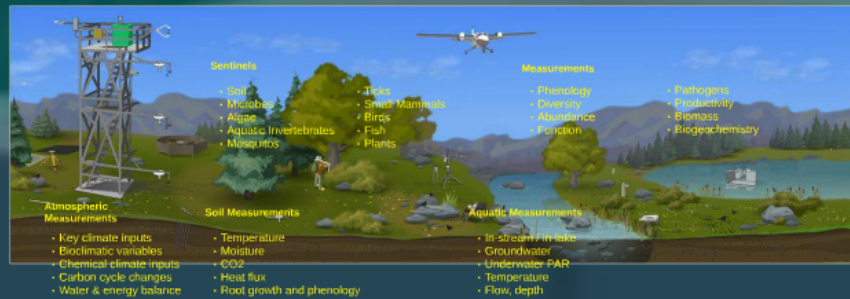 Sentinels
• Soil
• Microbes
• Algae
• Aquatic Invertebrates
• Mosquitos
• Ticks
• Small Mammals
• Birds
• Fish
• Plants
Measurements
• Phenology
• Diversity
• Abundance
• Function
• Pathogens
• Productivity
• Biomass
• Biogeochemistry
Atmospheric
Measurements
• Key climate inputs
• Bioclimatic variables
• Chemical climate inputs
• Carbon cycle changes
• Water & energy balance
Soil Measurements
• Temperature
• Moisture
• CO2
• Heat flux
• Root growth and phenology
Aquatic Measurements
• In-stream / in-lake
• Groundwater
• Underwater PAR
• Temperature
• Flow, depth